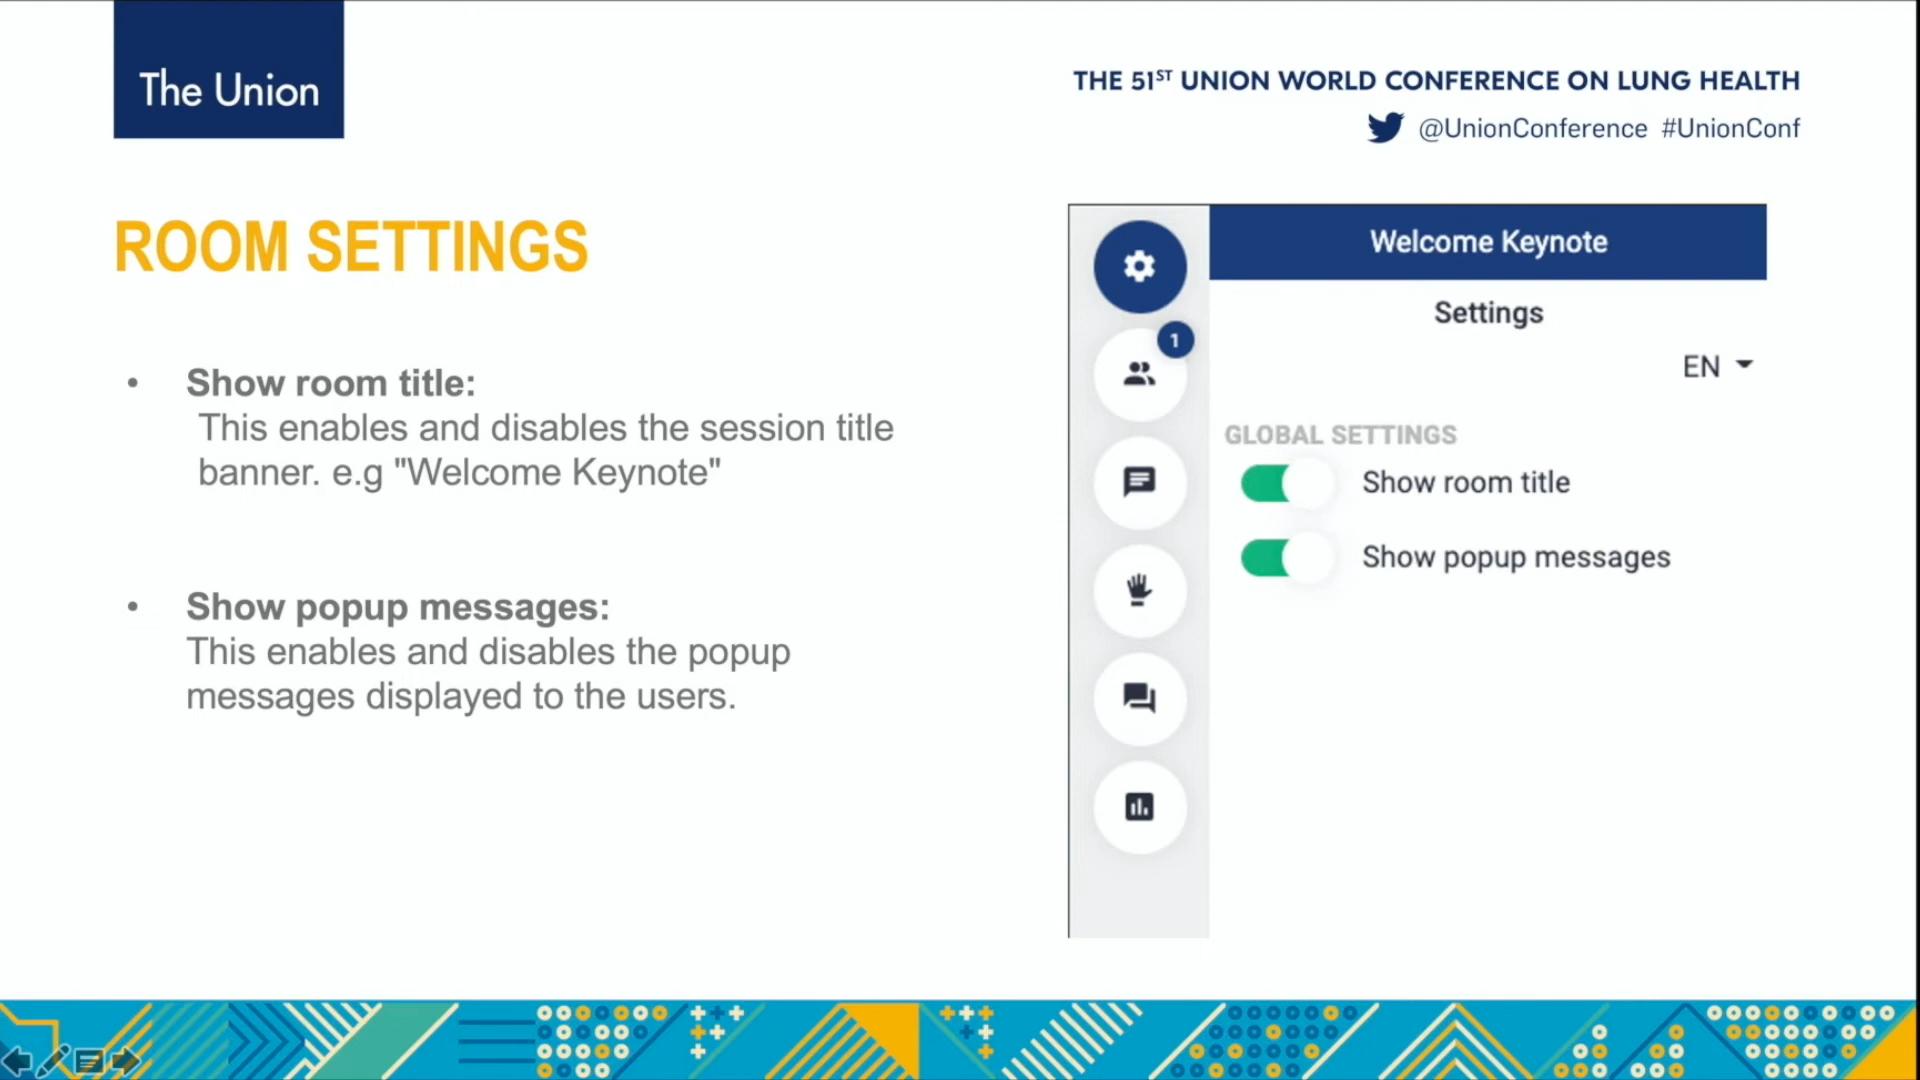 The Union
THE 51ST UNION WORLD CONFERENCE ON LUNG HEALTH
@UnionConference #UnionConf
ROOM SETTINGS
• Show room title:
This enables and disables the session title
banner. e.g "Welcome Keynote"
• Show popup messages:
This enables and disables the popup
messages displayed to the users.
Welcome Keynote
Settings
1
EN
GLOBAL SETTINGS
Show room title
Show popup messages